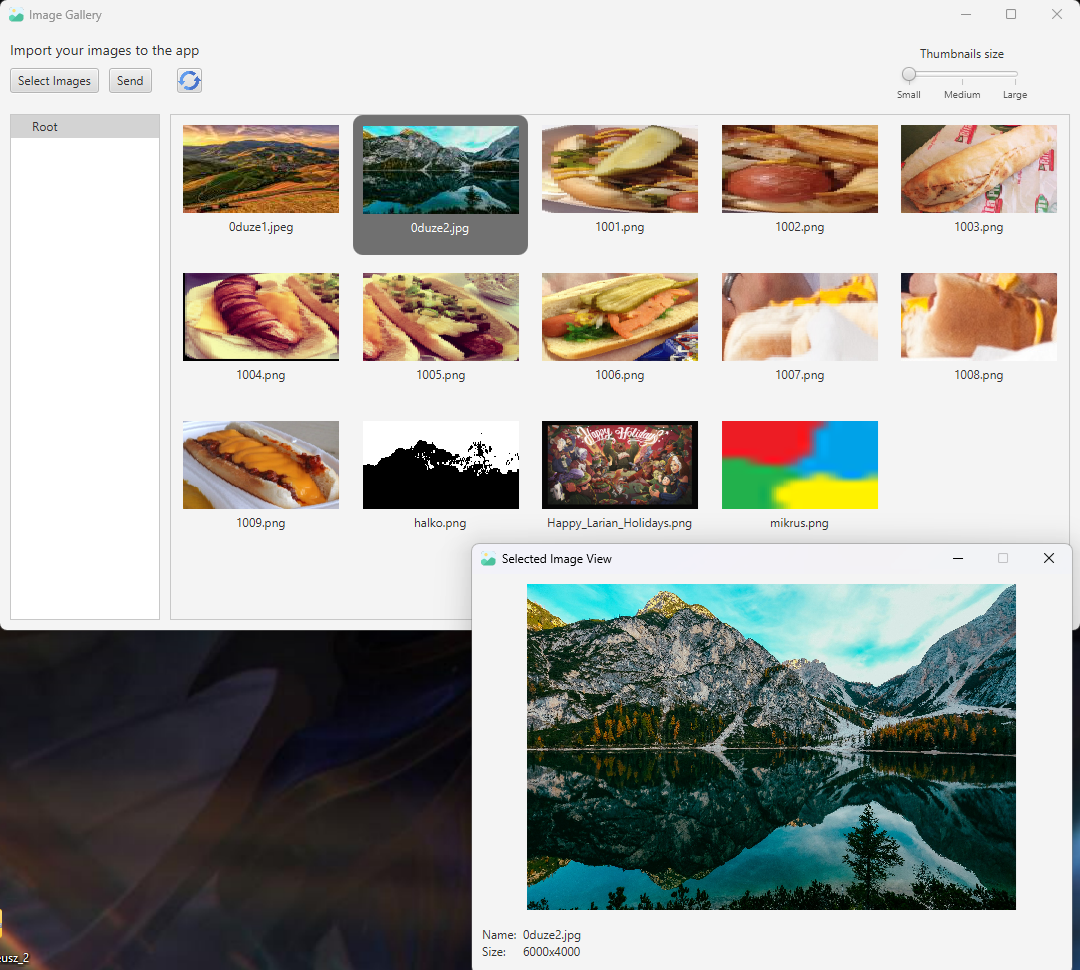 Image Gallery
Import your images to the app
Thumbnails size
Select Images
Send
Small
Medium
Large
Root
0duze1.jpeg
0duze2.jpg
1001.png
1002.png
1003.png
1004.png
1005.png
1006.png
1007.png
1008.png
Happy Holidays
1009.png
halko.png
Happy_Larian_Holidays.png
mikrus.png
Selected Image View
Name: 0duze2.jpg
Size: 6000x4000
eusz_2